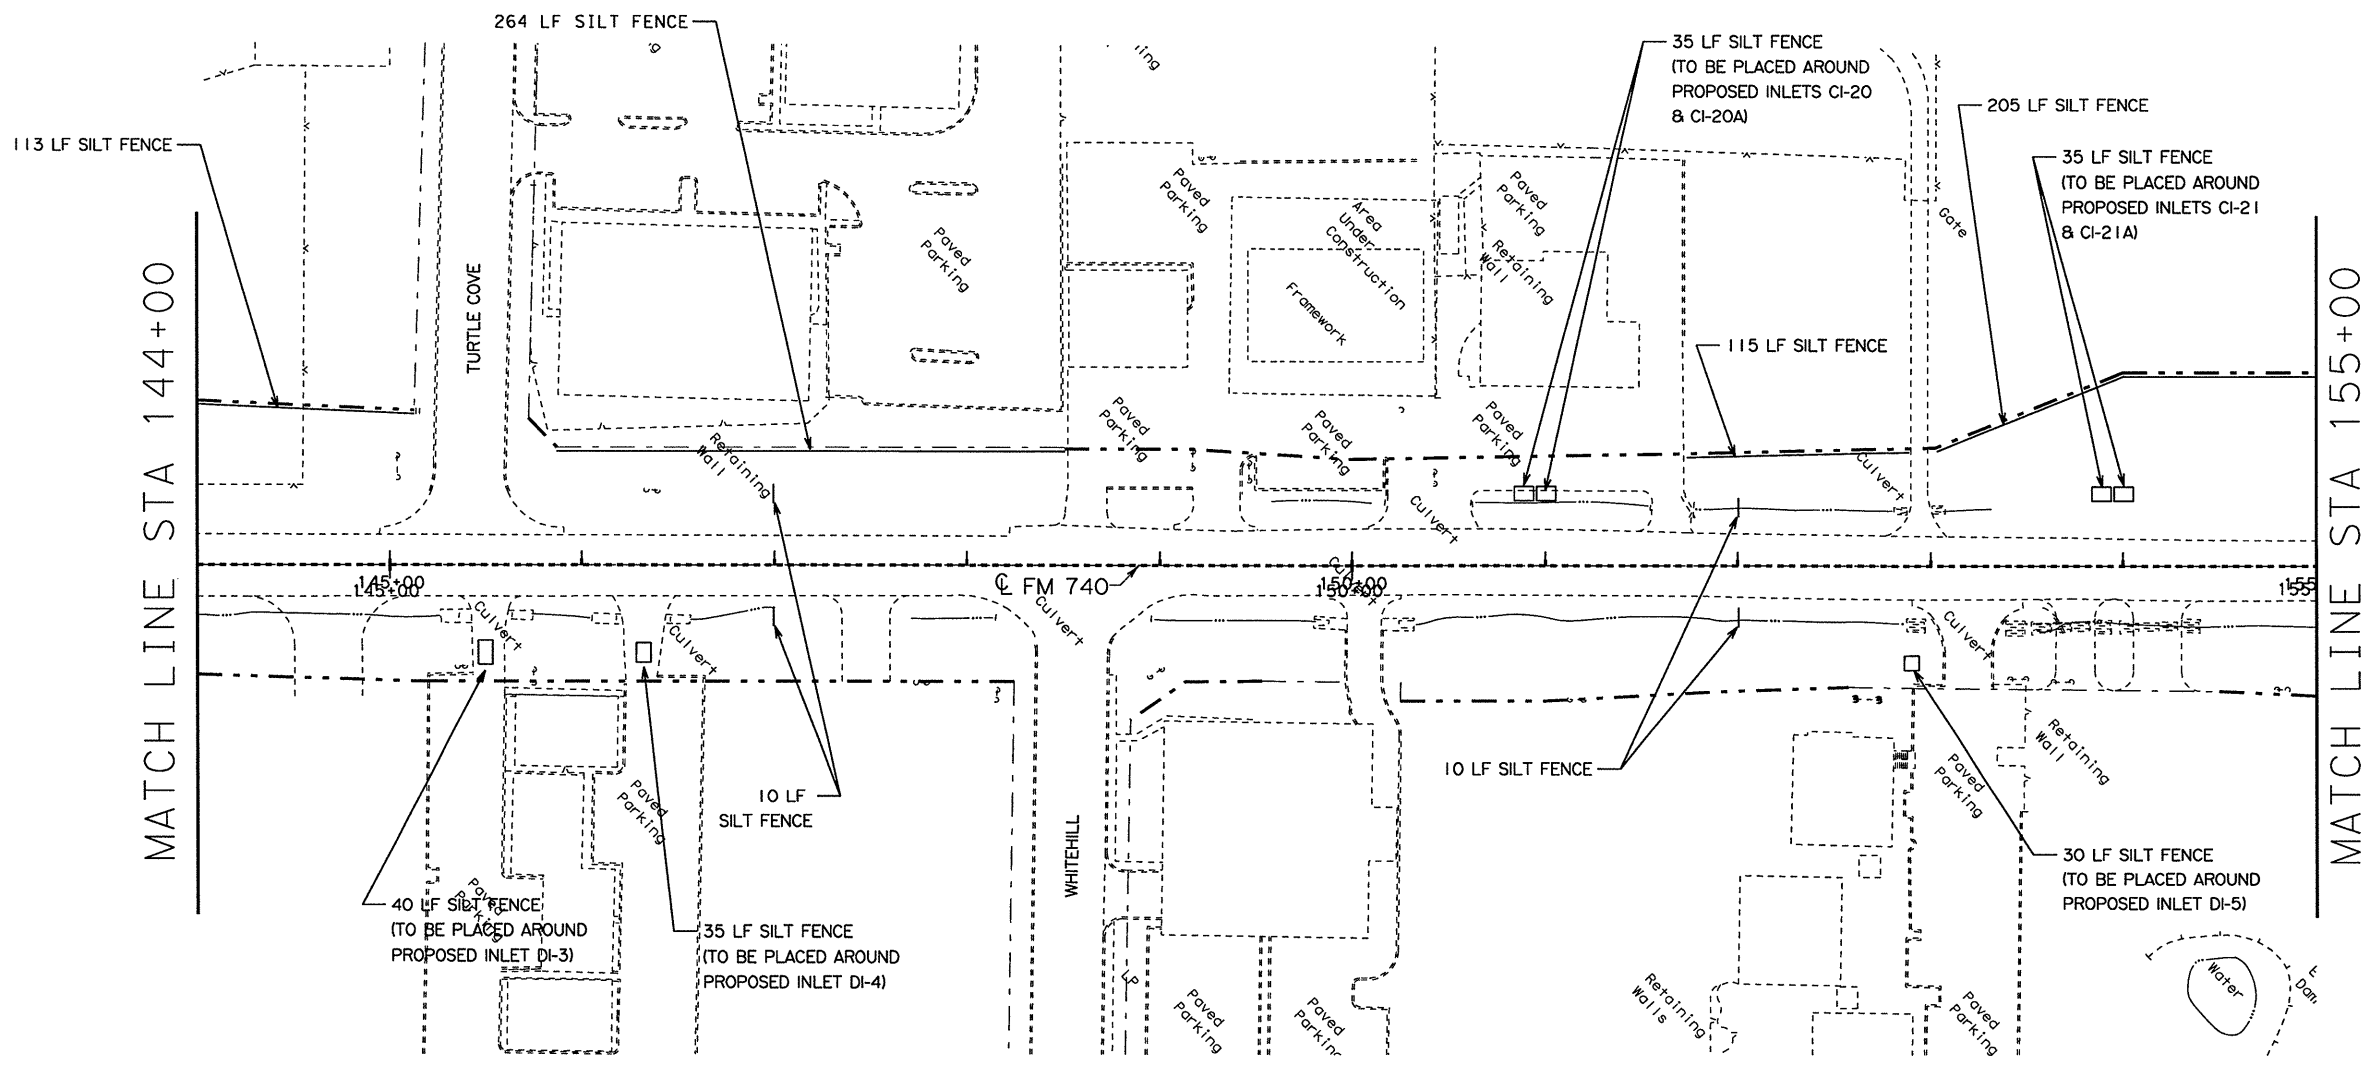 264 LF SILT FENCE
35 LF SILT FENCE
(TO BE PLACED AROUND
PROPOSED INLETS CI-20
& CI-20A)
205 LF SILT FENCE
113 LF SILT FENCE
35 LF SILT FENCE
(TO BE PLACED AROUND
PROPOSED INLETS CI-21
& CI-21A)
Paved
Parking
Paved
Parking
Paved
Parking
Area
Under
Construction
Framework
Retaining
Wall
Gate
MATCH LINE STA 144+00
TURTLE COVE
115 LF SILT FENCE
MATCH LINE STA 155+00
Retaining
Wall
Paved
Parking
Paved
Parking
Paved
Parking
Culvert
Culvert
145+00
145+00
℄ FM 740
150+00
150+00
155
155
Culvert
Culvert
Culvert
Culvert
Culvert
10 LF
SILT FENCE
10 LF SILT FENCE
Paved
Parking
WHITEHILL
Paved
Parking
Retaining
Wall
40 LF SILT FENCE
(TO BE PLACED AROUND
PROPOSED INLET DI-3)
Paved
Parking
35 LF SILT FENCE
(TO BE PLACED AROUND
PROPOSED INLET DI-4)
30 LF SILT FENCE
(TO BE PLACED AROUND
PROPOSED INLET DI-5)
LP
Paved
Parking
Paved
Retaining
Walls
Paved
Parking
Water